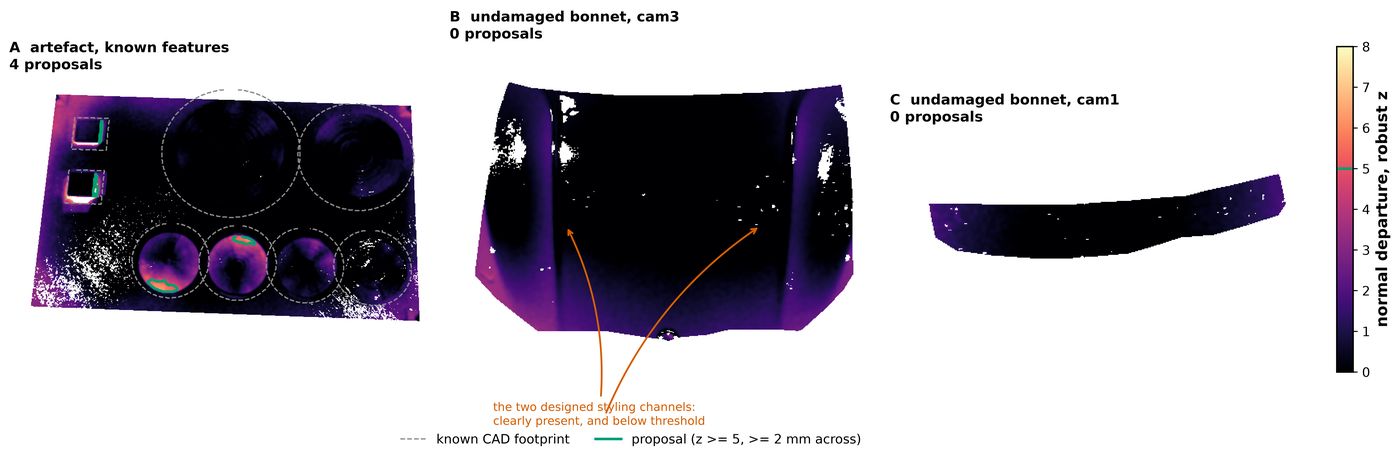 B  undamaged bonnet, cam3
0 proposals
A  artefact, known features
4 proposals
C  undamaged bonnet, cam1
0 proposals
8
7
6
5
4
3
2
1
0
normal departure, robust z
the two designed styling channels:
clearly present, and below threshold
known CAD footprint
proposal (z >= 5, >= 2 mm across)